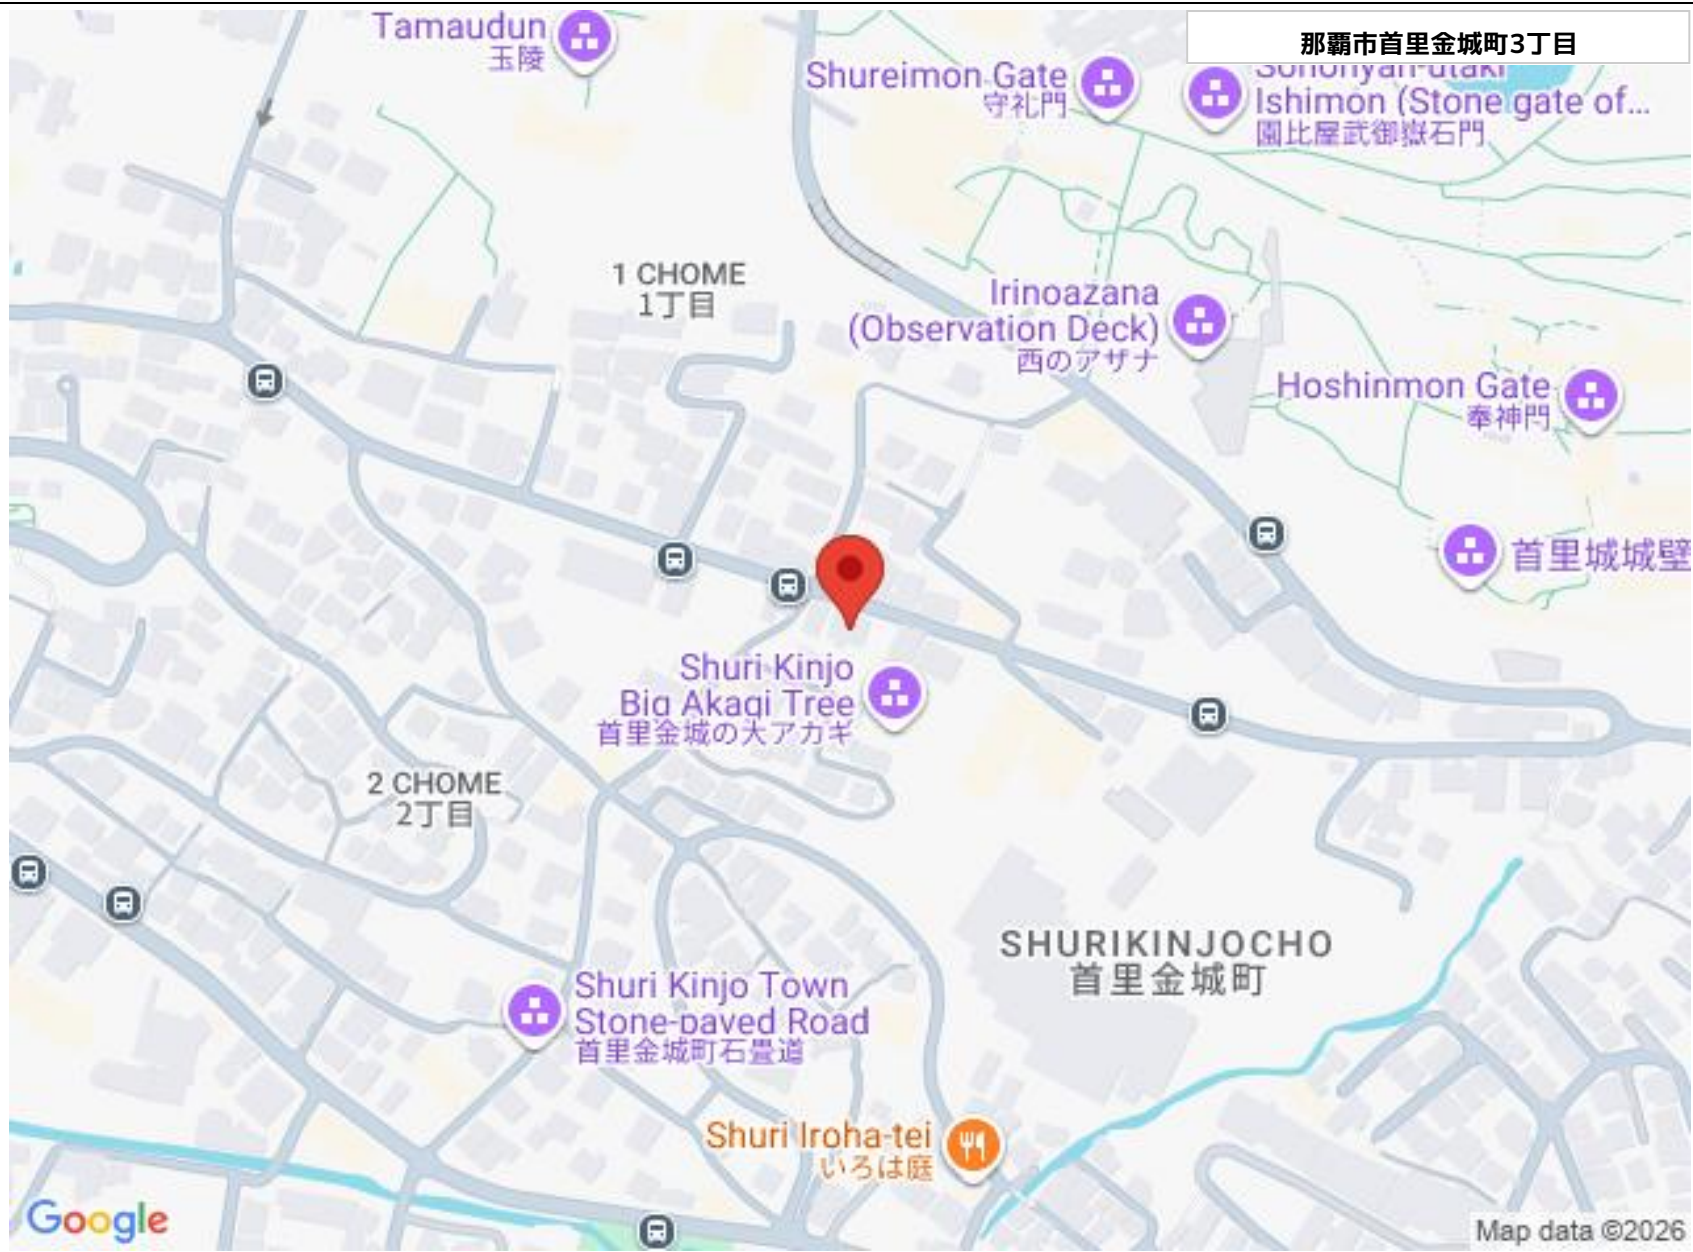 Tamaudun
玉陵
那覇市首里金城町3丁目
Shureimon Gate
守礼門
Ishimon (Stone gate of...
園比屋武御嶽石門
1 CHOME
1丁目
Irinoazana
(Observation Deck)
西のアザナ
Hoshinmon Gate
奉神門
首里城城壁
Shuri Kinjo
Big Akagi Tree
首里金城の大アカギ
2 CHOME
2丁目
SHURIKINJOCHO
首里金城町
Shuri Kinjo Town
Stone-paved Road
首里金城町石畳道
Shuri Iroha-tei
いろは庭
Google
Map data ©2026